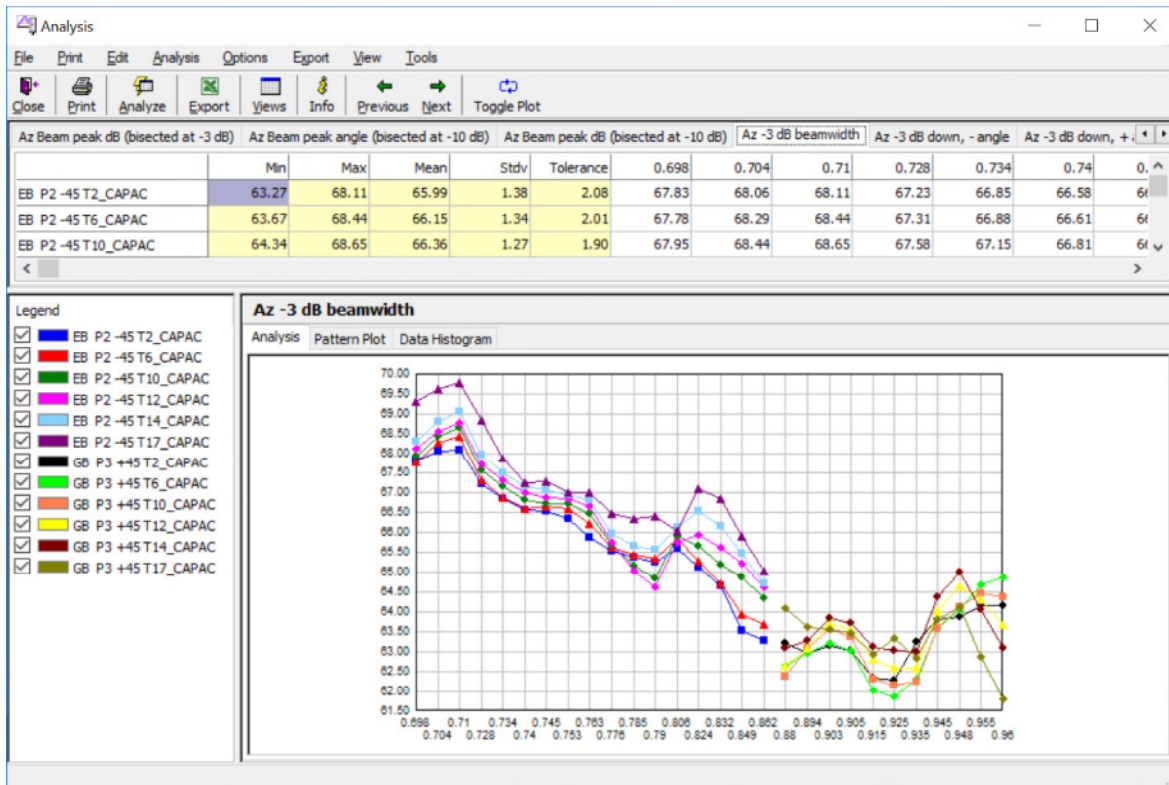 Analysis
File Print Edit Analysis Options Export View Tools
Close Print Analyze Export Views Info Previous Next Toggle Plot
Az Beam peak dB (bisected at -3 dB) Az Beam peak angle (bisected at -10 dB) Az Beam peak dB (bisected at -10 dB) Az -3 dB beamwidth Az -3 dB down, - angle Az -3 dB down, +
Min Max Mean Stdv Tolerance 0.698 0.704 0.71 0.728 0.734 0.74 0.
EB P2 -45 T2_CAPAC 63.27 68.11 65.99 1.38 2.08 67.83 68.06 68.11 67.23 66.85 66.58 66
EB P2 -45 T6_CAPAC 63.67 68.44 66.15 1.34 2.01 67.78 68.29 68.44 67.31 66.88 66.61 66
EB P2 -45 T10_CAPAC 64.34 68.65 66.36 1.27 1.90 67.95 68.44 68.65 67.58 67.15 66.81 66
Legend
EB P2 -45 T2_CAPAC
EB P2 -45 T6_CAPAC
EB P2 -45 T10_CAPAC
EB P2 -45 T12_CAPAC
EB P2 -45 T14_CAPAC
EB P2 -45 T17_CAPAC
GB P3 +45 T2_CAPAC
GB P3 +45 T6_CAPAC
GB P3 +45 T10_CAPAC
GB P3 +45 T12_CAPAC
GB P3 +45 T14_CAPAC
GB P3 +45 T17_CAPAC
Az -3 dB beamwidth
Analysis Pattern Plot Data Histogram
70.00
69.50
69.00
68.50
68.00
67.50
67.00
66.50
66.00
65.50
65.00
64.50
64.00
63.50
63.00
62.50
62.00
61.50
0.698 0.71 0.734 0.745 0.763 0.785 0.806 0.832 0.862 0.894 0.905 0.925 0.945 0.955
0.704 0.728 0.74 0.753 0.776 0.79 0.824 0.849 0.88 0.903 0.915 0.935 0.948 0.96